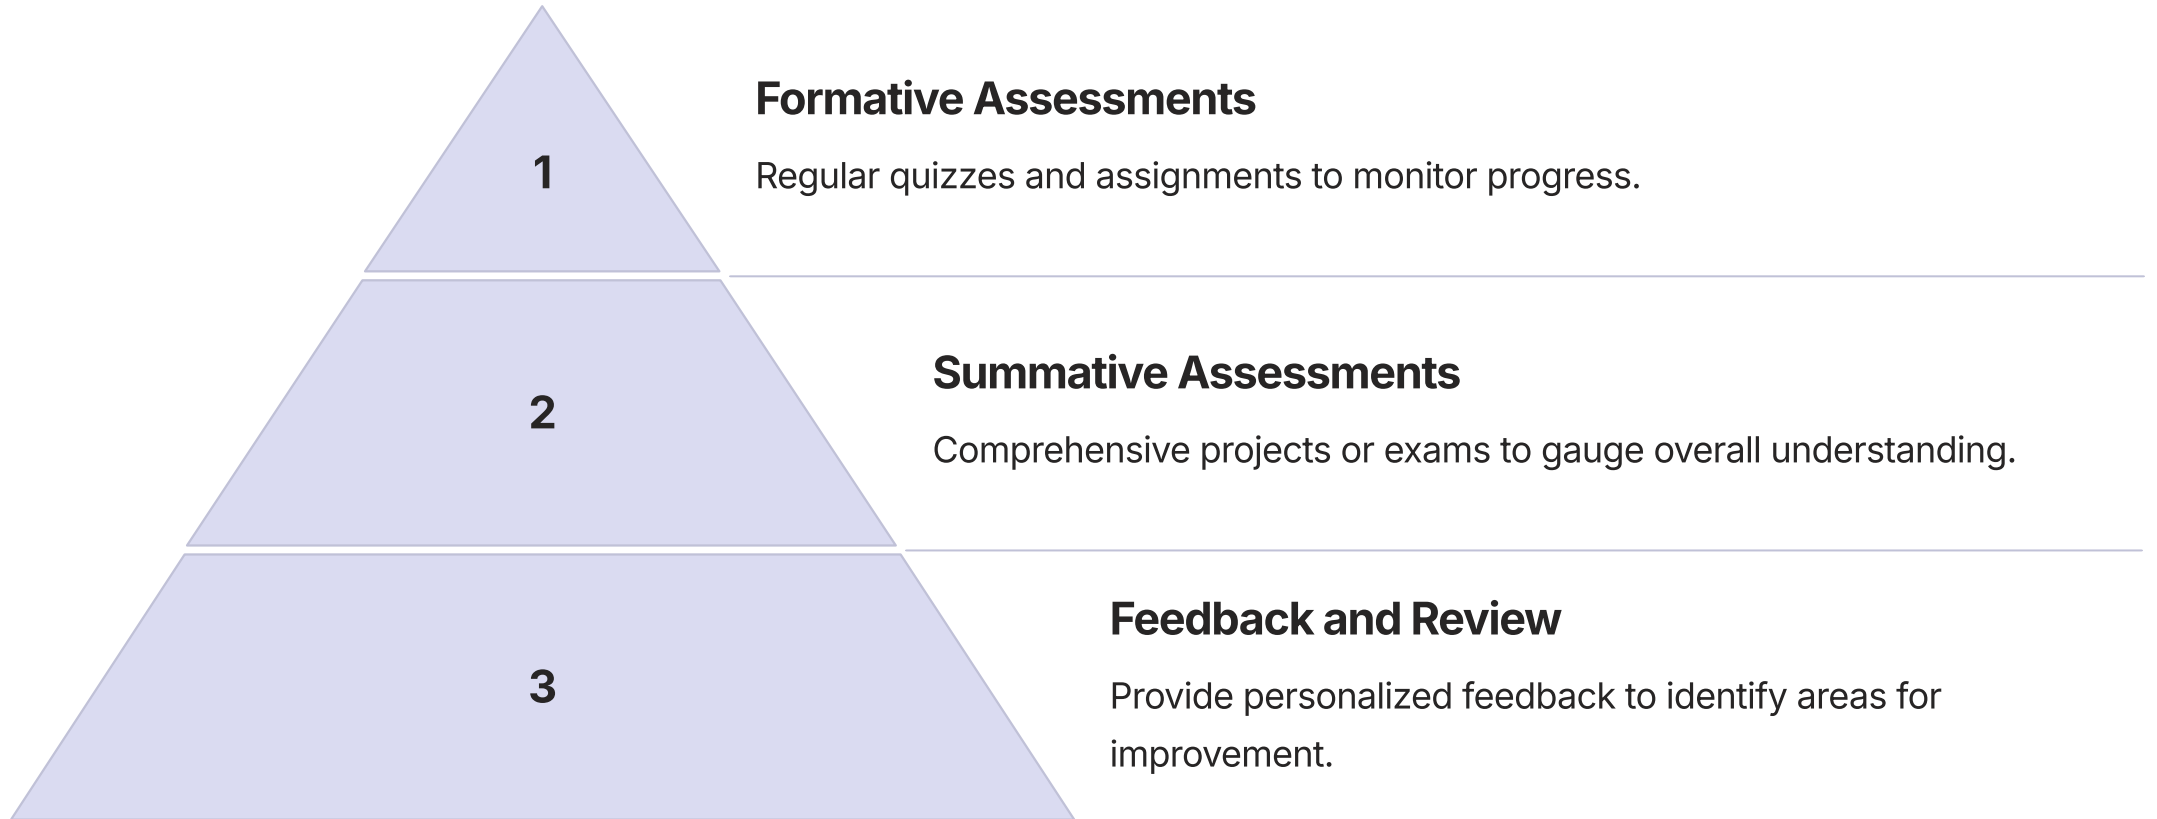 1
Formative Assessments
Regular quizzes and assignments to monitor progress.
2
Summative Assessments
Comprehensive projects or exams to gauge overall understanding.
3
Feedback and Review
Provide personalized feedback to identify areas for
improvement.